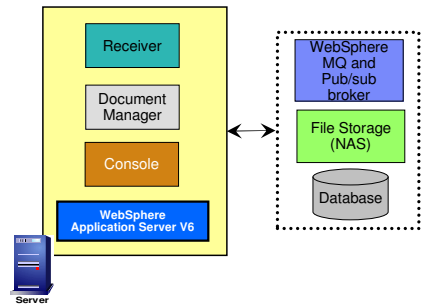 Receiver
Document
Manager
Console
WebSphere
Application Server V6
Server
WebSphere
MQ and
Pub/sub
broker
File Storage
(NAS)
Database